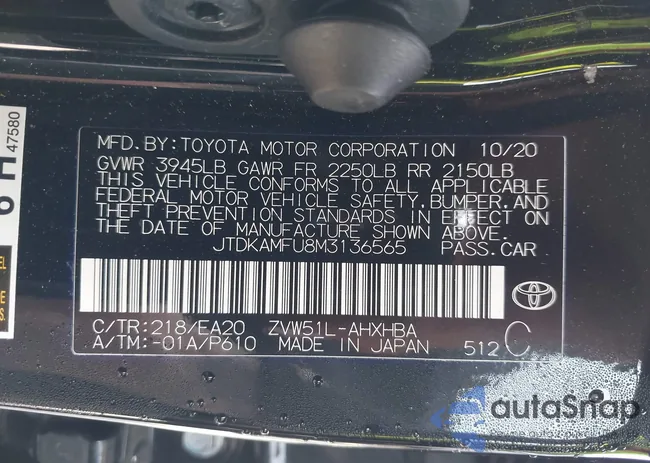 MFD.BY:TOYOTA MOTOR CORPORATION 10/20
GVWR 3945LB GAWR FR 2250LB RR 2150LB
THIS VEHICLE CONFORMS TO ALL APPLICABLE
FEDERAL MOTOR VEHICLE SAFETY,BUMPER,AND
THEFT PREVENTION STANDARDS IN EFFECT ON
THE DATE OF MANUFACTURE SHOWN ABOVE.
JTDKAMFU8M3136565 PASS.CAR
C/TR:218/EA20 ZVW51L-AHXHBA
A/TM:-01A/P610 MADE IN JAPAN 512 C
47580
autoSnap